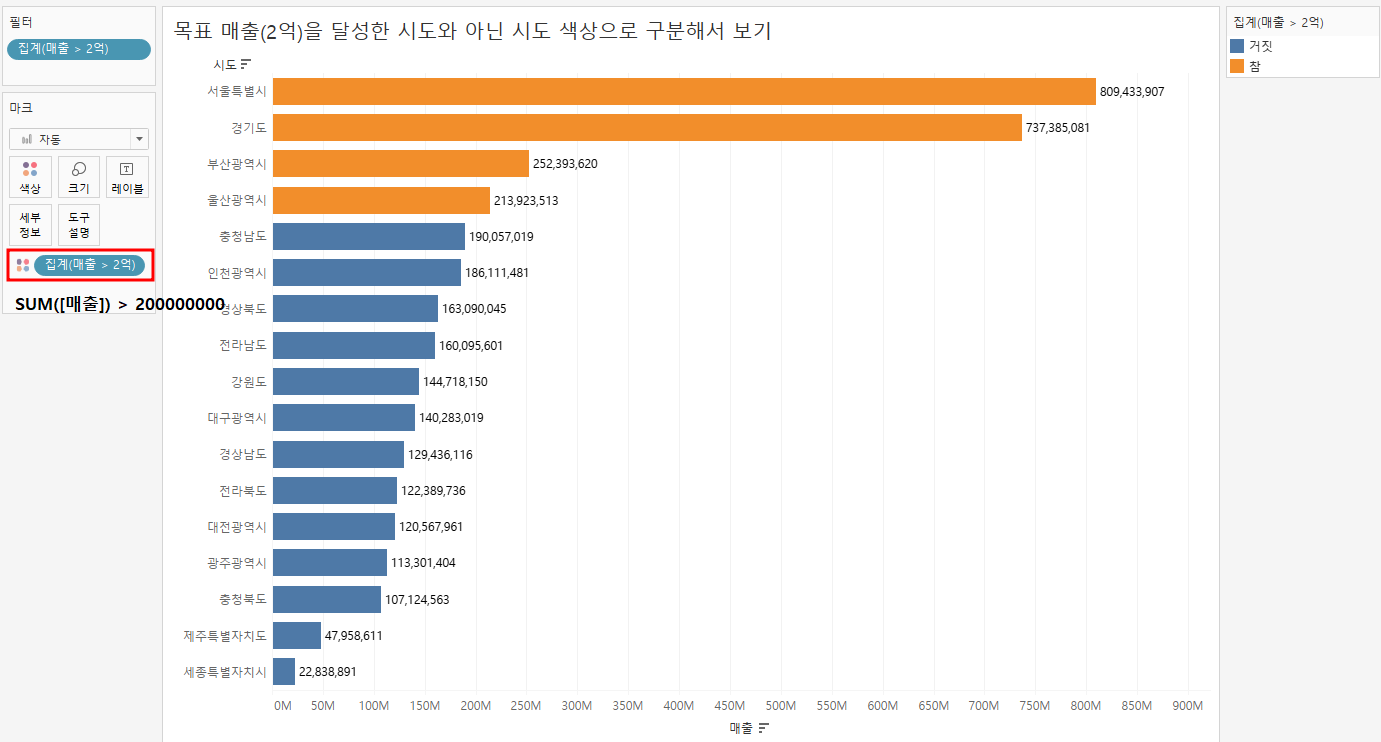 필터
집계(매출 > 2억)
마크
자동
색상
크기
레이블
세부
정보
도구
설명
집계(매출 > 2억)
SUM([매출]) > 200000000
목표 매출(2억)을 달성한 시도와 아닌 시도 색상으로 구분해서 보기
시도
서울특별시 809,433,907
경기도 737,385,081
부산광역시 252,393,620
울산광역시 213,923,513
충청남도 190,057,019
인천광역시 186,111,481
경상북도 163,090,045
전라남도 160,095,601
강원도 144,718,150
대구광역시 140,283,019
경상남도 129,436,116
전라북도 122,389,736
대전광역시 120,567,961
광주광역시 113,301,404
충청북도 107,124,563
제주특별자치도 47,958,611
세종특별자치시 22,838,891
0M 50M 100M 150M 200M 250M 300M 350M 400M 450M 500M 550M 600M 650M 700M 750M 800M 850M 900M
매출
집계(매출 > 2억)
거짓
참